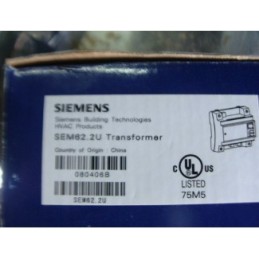 SIEMENS
Siemens Building Technologies
HVAC Products
SEM62.2U Transformer
Country of Origin: China
080406B
SEM62.2U
C UL US
LISTED
75M5